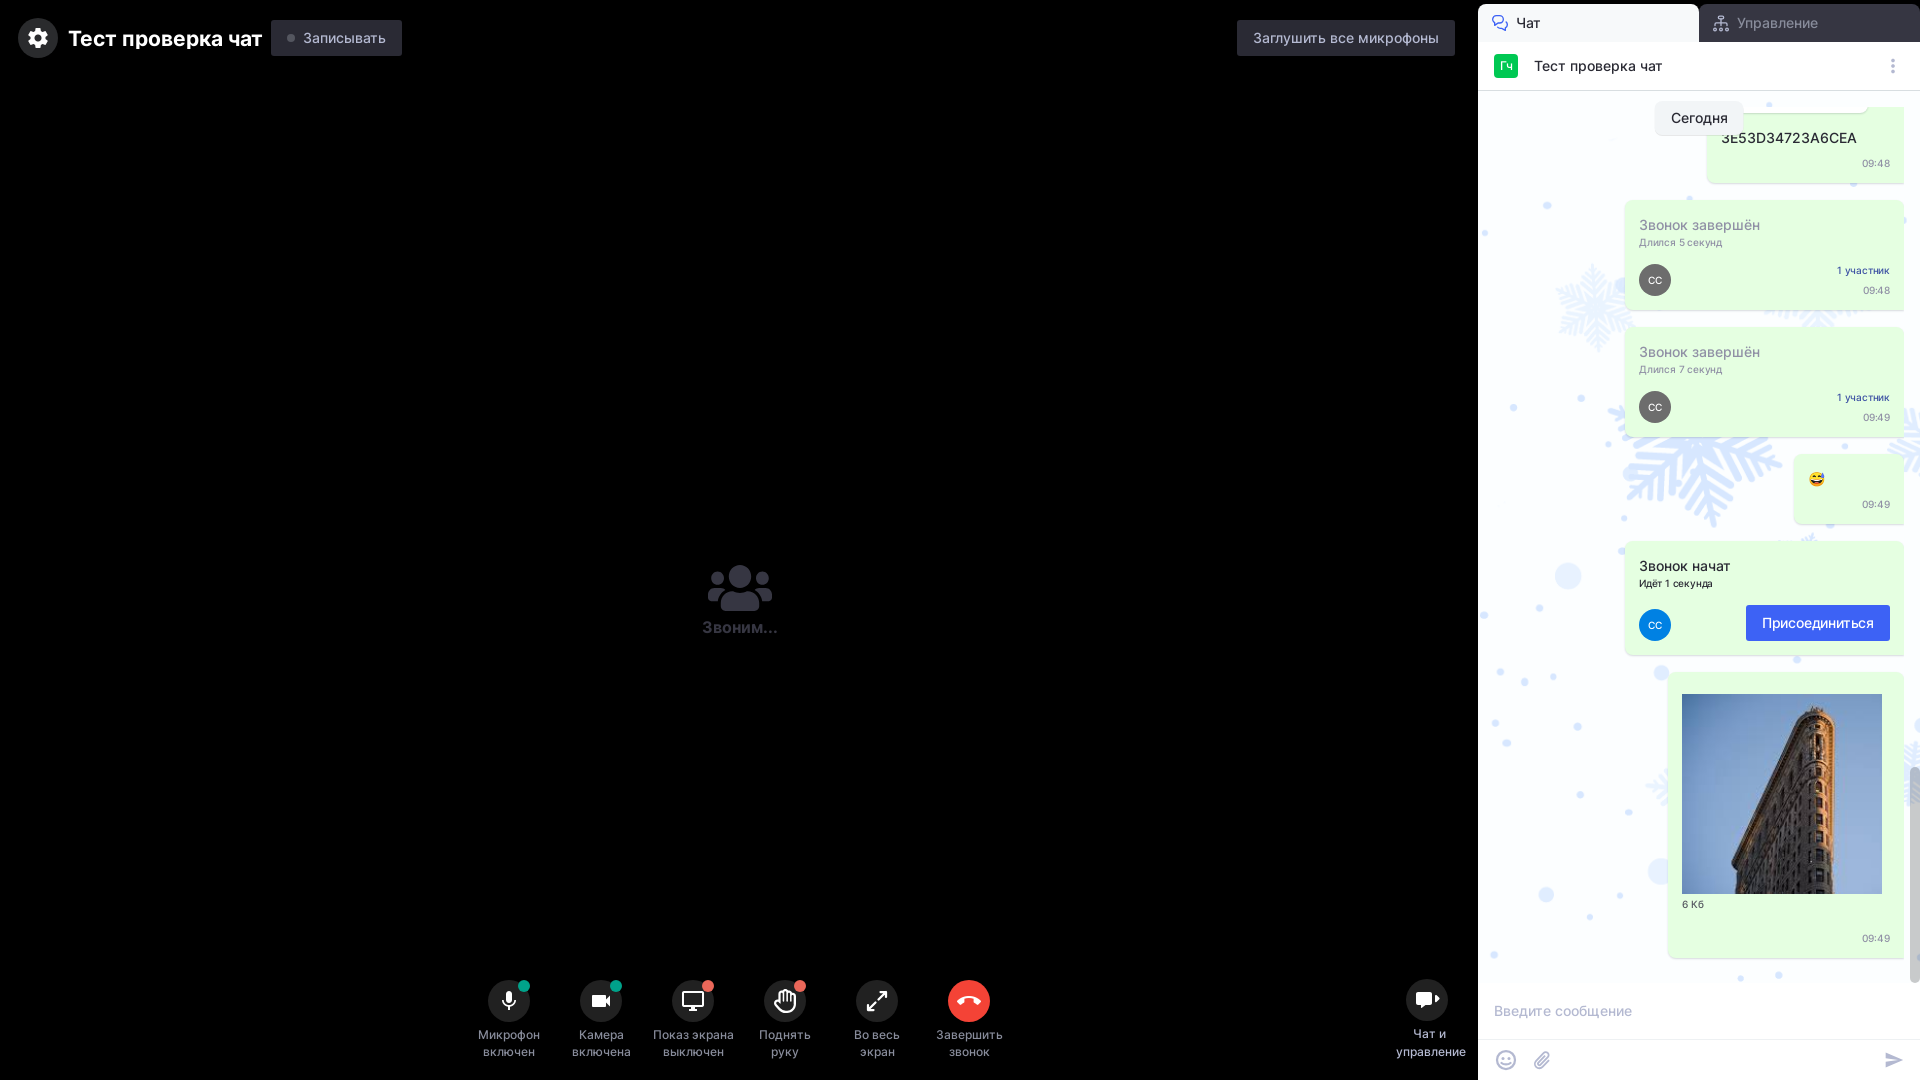 Тест проверка чат
Записывать
Заглушить все микрофоны
Звоним...
Микрофон
включен
Камера
включена
Показ экрана
выключен
Поднять
руку
Во весь
экран
Завершить
звонок
Чат и
управление
Чат
Управление
Гч
Тест проверка чат
Сегодня
3E53D34723A6CEA
09:48
Звонок завершён
Длился 5 секунд
СС
1 участник
09:48
Звонок завершён
Длился 7 секунд
СС
1 участник
09:49
😅
09:49
Звонок начат
Идёт 1 секунда
СС
Присоединиться
6 Кб
09:49
Введите сообщение